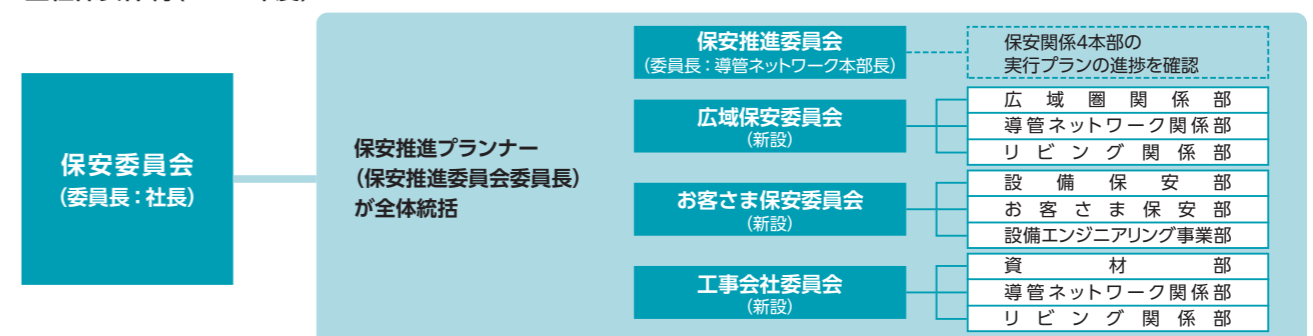 保安委員会
(委員長:社長)
保安推進プランナー
(保安推進委員会委員長)
が全体統括
保安推進委員会
(委員長:導管ネットワーク本部長)
保安関係4本部の
実行プランの進捗を確認
広域保安委員会
(新設)
広域圏関係部
導管ネットワーク関係部
リビング関係部
お客さま保安委員会
(新設)
設備保安部
お客さま保安部
設備エンジニアリング事業部
工事会社委員会
(新設)
資材部
導管ネットワーク関係部
リビング関係部